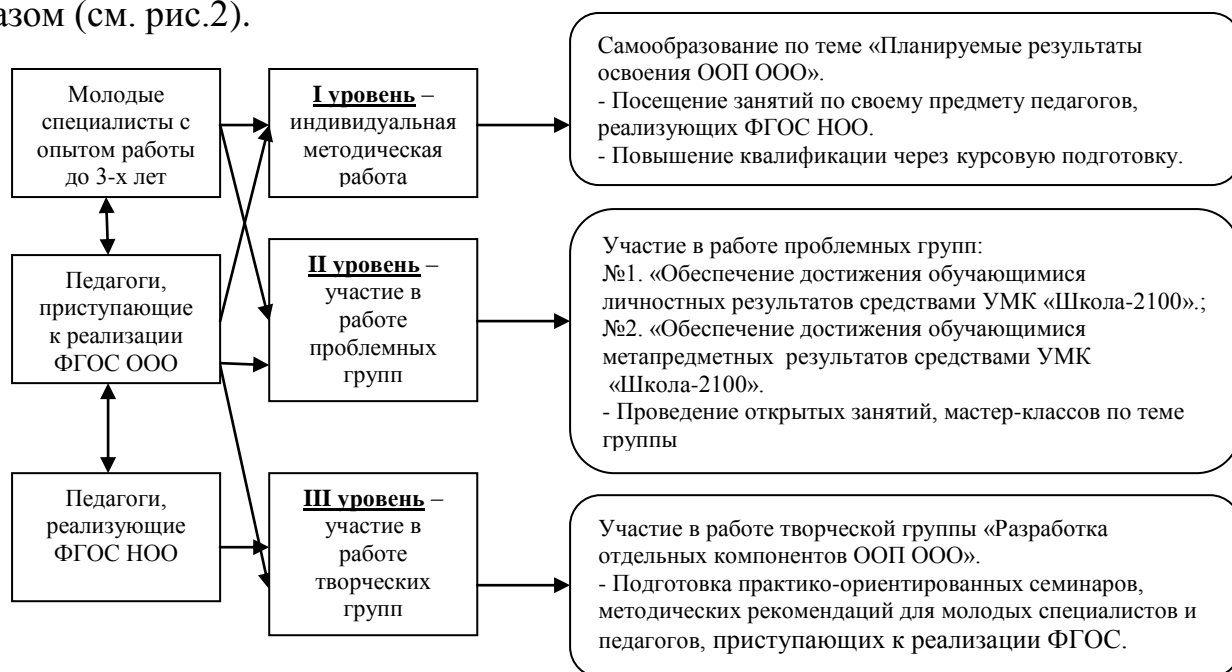 азом (см. рис.2).
Молодые
специалисты с
опытом работы
до 3-х лет
I уровень –
индивидуальная
методическая
работа
Самообразование по теме «Планируемые результаты
освоения ООП ООО».
- Посещение занятий по своему предмету педагогов,
реализующих ФГОС НОО.
- Повышение квалификации через курсовую подготовку.
Педагоги,
приступающие
к реализации
ФГОС ООО
II уровень –
участие в
работе
проблемных
групп
Участие в работе проблемных групп:
№1. «Обеспечение достижения обучающимися
личностных результатов средствами УМК «Школа-2100».;
№2. «Обеспечение достижения обучающимися
метапредметных результатов средствами УМК
«Школа-2100».
- Проведение открытых занятий, мастер-классов по теме
группы
Педагоги,
реализующие
ФГОС НОО
III уровень –
участие в
работе
творческих
групп
Участие в работе творческой группы «Разработка
отдельных компонентов ООП ООО».
- Подготовка практико-ориентированных семинаров,
методических рекомендаций для молодых специалистов и
педагогов, приступающих к реализации ФГОС.